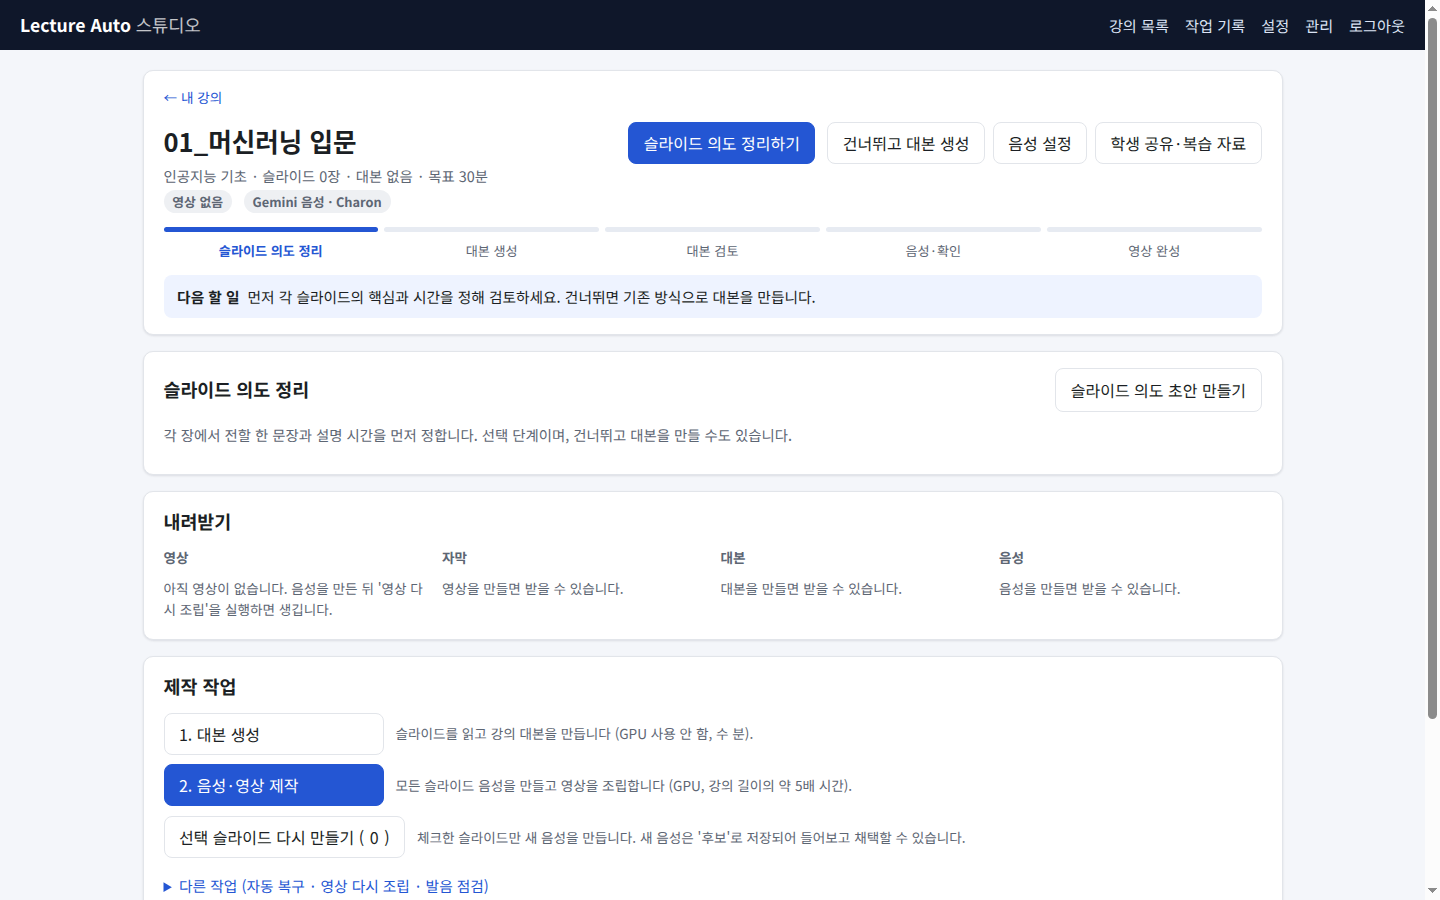 Lecture Auto 스튜디오
강의 목록 작업 기록 설정 관리 로그아웃
← 내 강의
01_머신러닝 입문
슬라이드 의도 정리하기 건너뛰고 대본 생성 음성 설정 학생 공유·복습 자료
인공지능 기초 · 슬라이드 0장 · 대본 없음 · 목표 30분
영상 없음 Gemini 음성 · Charon
슬라이드 의도 정리 대본 생성 대본 검토 음성·확인 영상 완성
다음 할 일 먼저 각 슬라이드의 핵심과 시간을 정해 검토하세요. 건너뛰면 기존 방식으로 대본을 만듭니다.
슬라이드 의도 정리
슬라이드 의도 초안 만들기
각 장에서 전할 한 문장과 설명 시간을 먼저 정합니다. 선택 단계이며, 건너뛰고 대본을 만들 수도 있습니다.
내려받기
영상
아직 영상이 없습니다. 음성을 만든 뒤 '영상 다
시 조립'을 실행하면 생깁니다.
자막
영상을 만들면 받을 수 있습니다.
대본
대본을 만들면 받을 수 있습니다.
음성
음성을 만들면 받을 수 있습니다.
제작 작업
1. 대본 생성 슬라이드를 읽고 강의 대본을 만듭니다 (GPU 사용 안 함, 수 분).
2. 음성·영상 제작 모든 슬라이드 음성을 만들고 영상을 조립합니다 (GPU, 강의 길이의 약 5배 시간).
선택 슬라이드 다시 만들기 ( 0 ) 체크한 슬라이드만 새 음성을 만듭니다. 새 음성은 '후보'로 저장되어 들어보고 채택할 수 있습니다.
▶ 다른 작업 (자동 복구 · 영상 다시 조립 · 발음 점검)